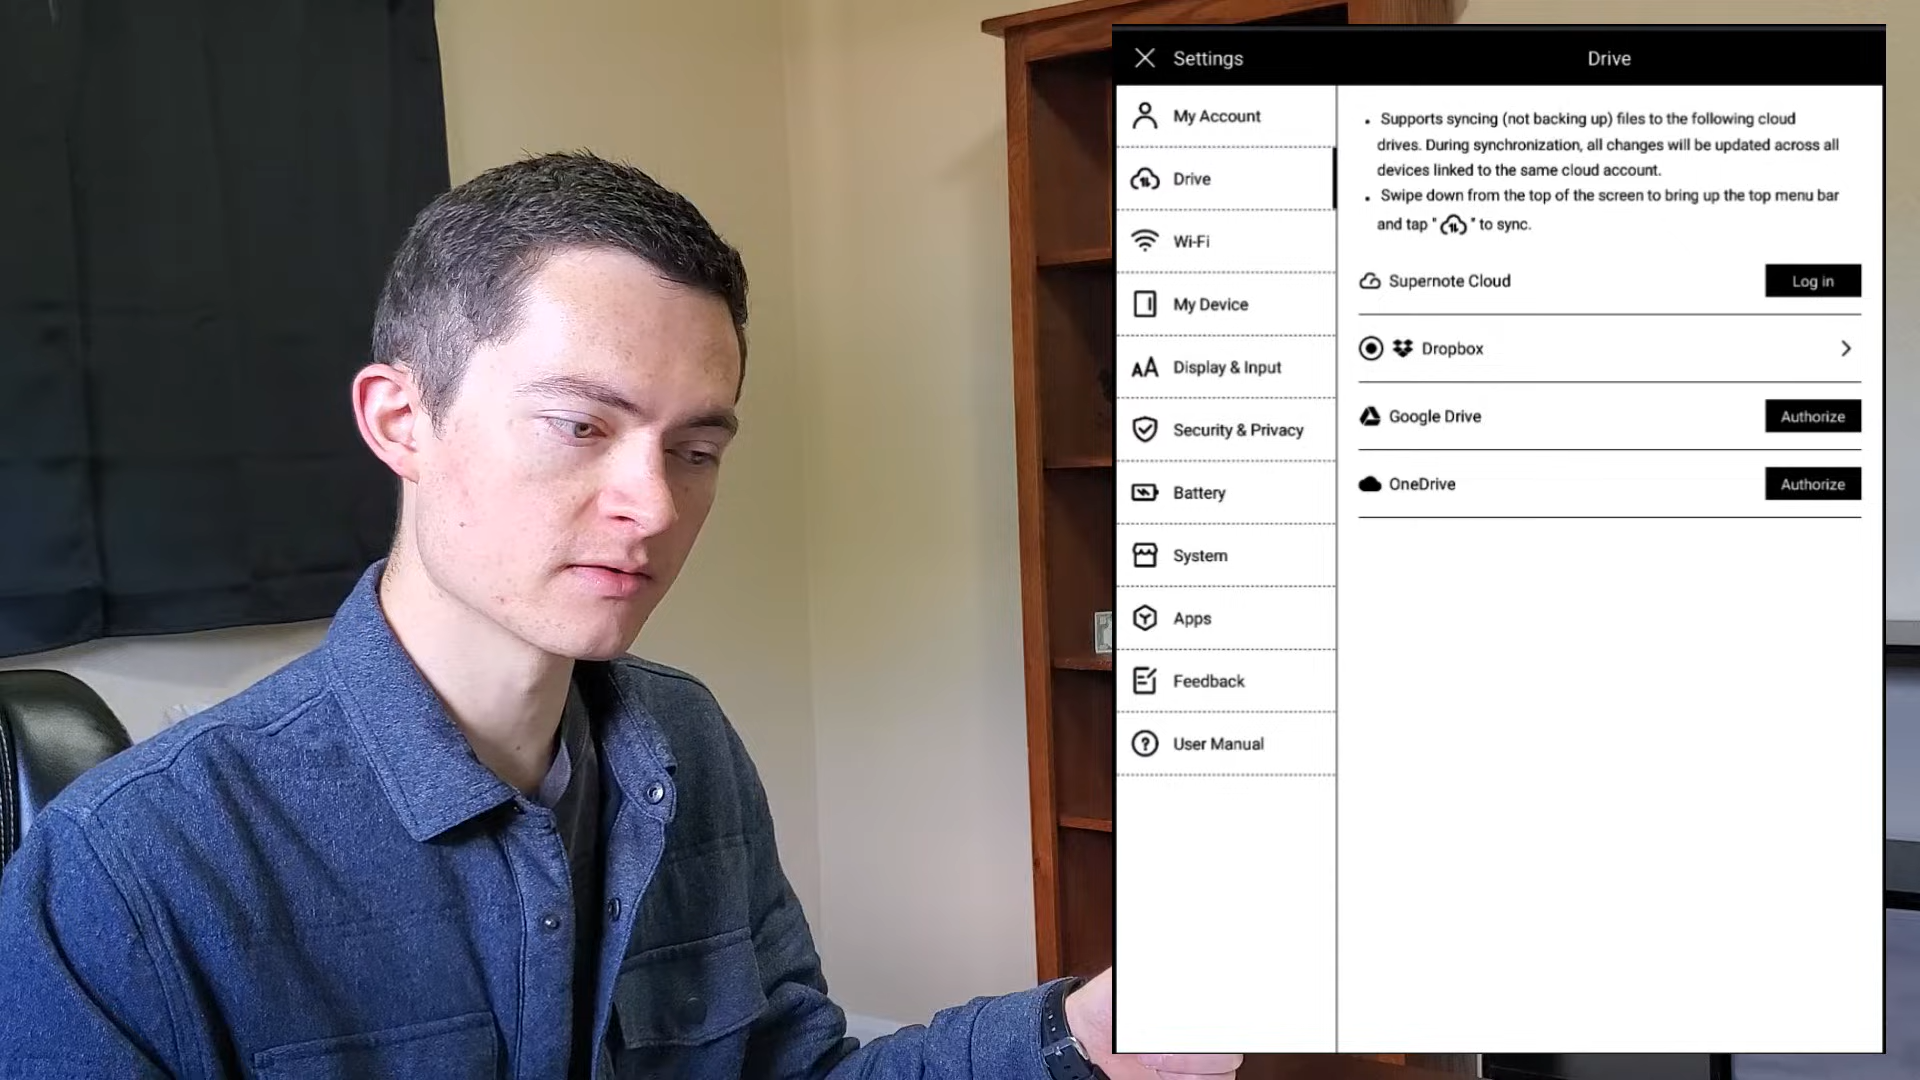 Settings
Drive
My Account
Drive
Wi-Fi
My Device
Display & Input
Security & Privacy
Battery
System
Apps
Feedback
User Manual
• Supports syncing (not backing up) files to the following cloud
drives. During synchronization, all changes will be updated across all
devices linked to the same cloud account.
• Swipe down from the top of the screen to bring up the top menu bar
and tap " " to sync.
Supernote Cloud
Log in
Dropbox
Google Drive
Authorize
OneDrive
Authorize